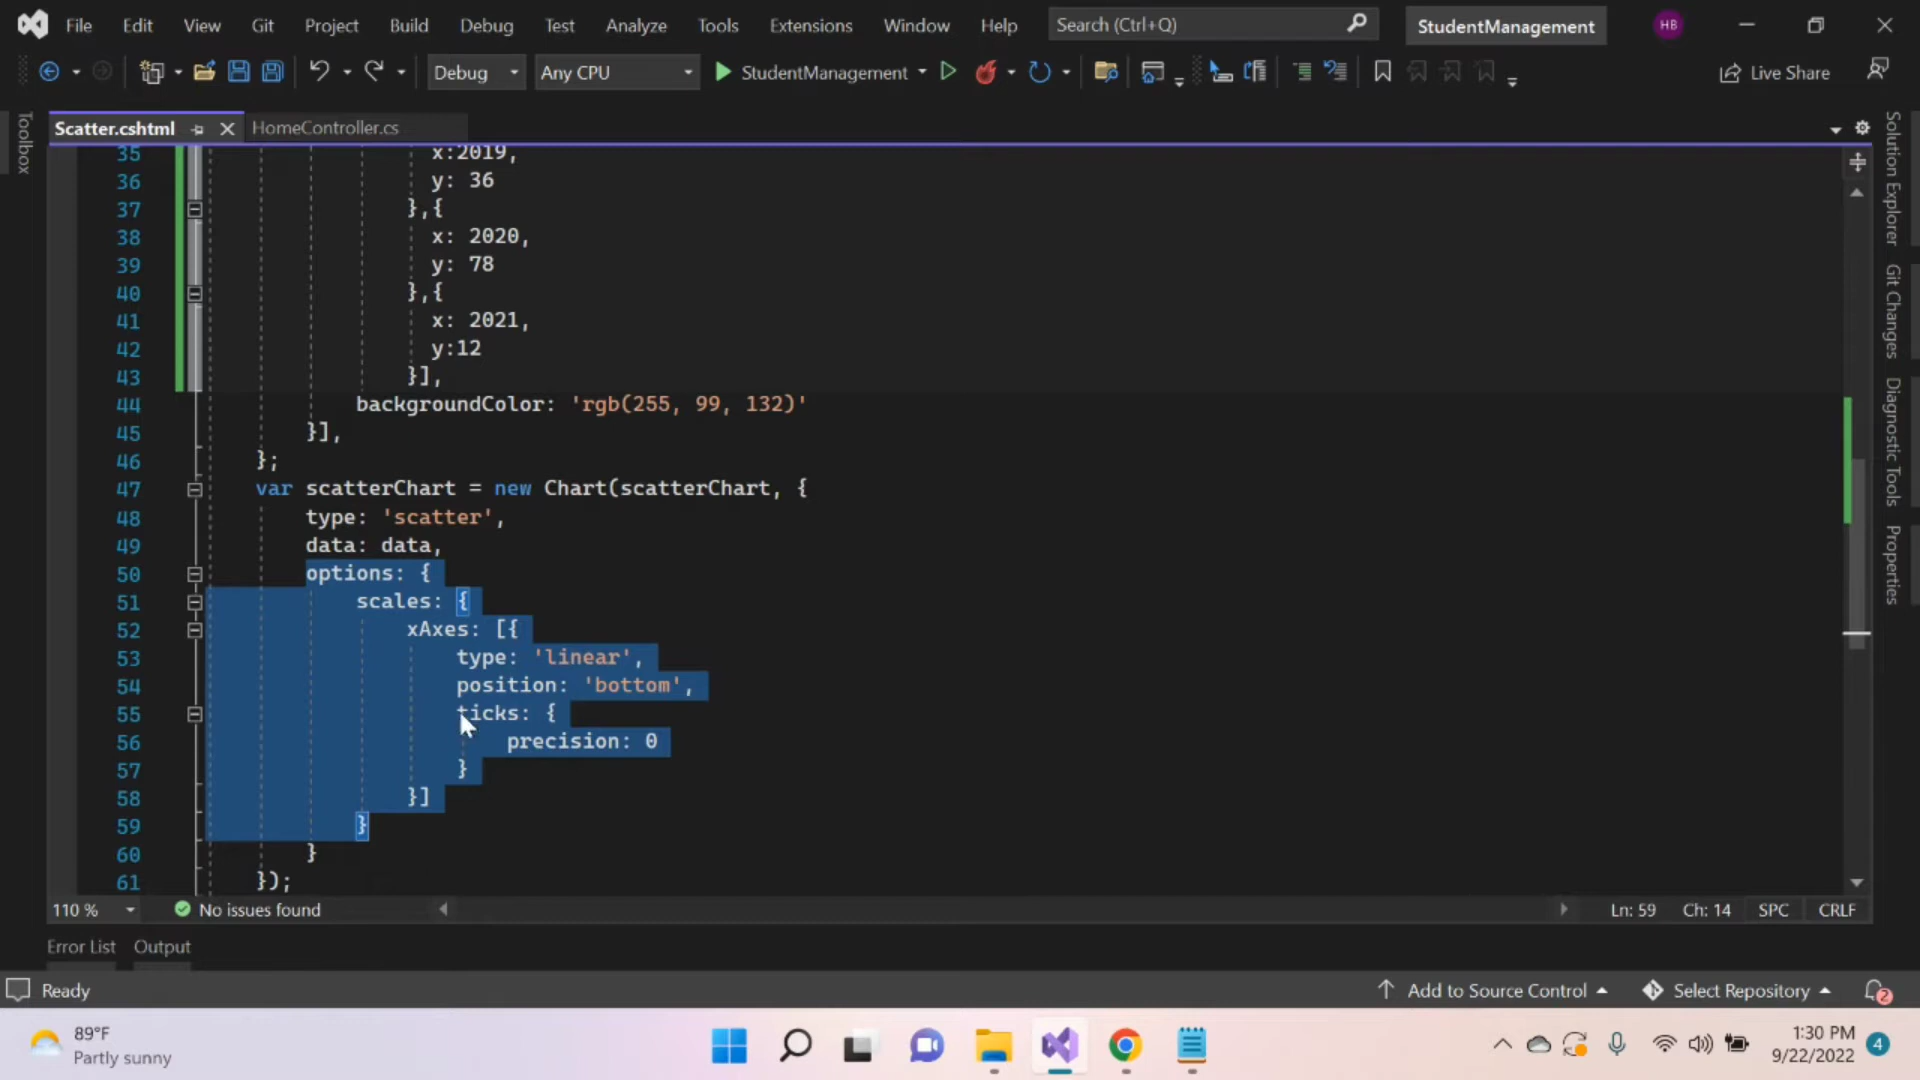 File Edit View Git Project Build Debug Test Analyze Tools Extensions Window Help Search (Ctrl+Q) StudentManagement HB
Debug Any CPU StudentManagement Live Share
Scatter.cshtml HomeController.cs
Toolbox
35 x:2019,
36 y: 36
37 },{
38 x: 2020,
39 y: 78
40 },{
41 x: 2021,
42 y:12
43 }],
44 backgroundColor: 'rgb(255, 99, 132)'
45 }],
46 };
47 var scatterChart = new Chart(scatterChart, {
48 type: 'scatter',
49 data: data,
50 options: {
51 scales: {
52 xAxes: [{
53 type: 'linear',
54 position: 'bottom',
55 ticks: {
56 precision: 0
57 }
58 }]
59 }
60 }
61 });
Solution Explorer
Git Changes
Diagnostic Tools
Properties
110 % No issues found Ln: 59 Ch: 14 SPC CRLF
Error List Output
Ready Add to Source Control Select Repository 2
89°F
Partly sunny
1:30 PM
9/22/2022
4